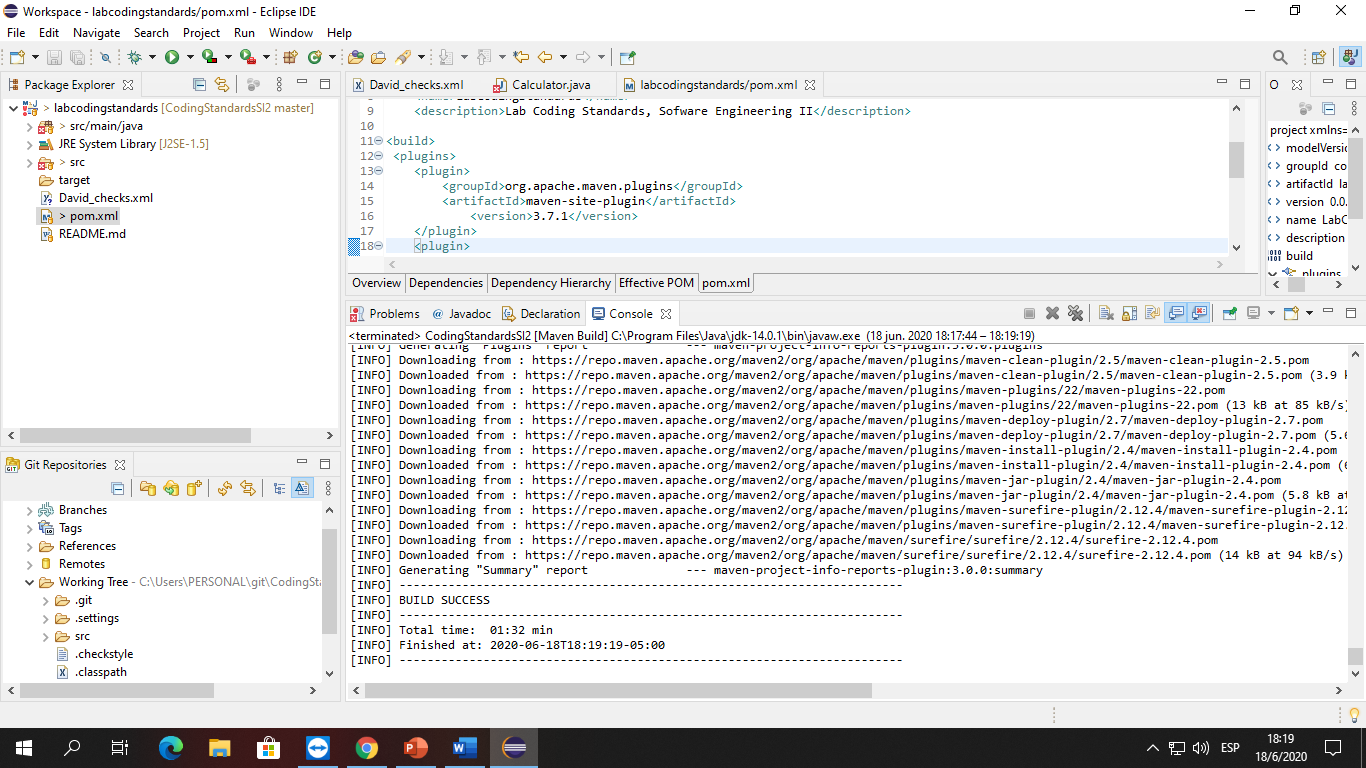 Workspace - labcodingstandards/pom.xml - Eclipse IDE
File Edit Navigate Search Project Run Window Help
Package Explorer
> labcodingstandards [CodingStandardsSI2 master]
> src/main/java
JRE System Library [J2SE-1.5]
> src
target
David_checks.xml
> pom.xml
README.md
Git Repositories
Branches
Tags
References
Remotes
Working Tree - C:\Users\PERSONAL\git\CodingSta
.git
.settings
src
.checkstyle
.classpath
David_checks.xml Calculator.java labcodingstandards/pom.xml
9 <description>Lab Coding Standards, Sofware Engineering II</description>
10
11 <build>
12 <plugins>
13 <plugin>
14 <groupId>org.apache.maven.plugins</groupId>
15 <artifactId>maven-site-plugin</artifactId>
16 <version>3.7.1</version>
17 </plugin>
18 <plugin>
Overview Dependencies Dependency Hierarchy Effective POM pom.xml
O
project xmlns=
modelVersio
groupId co
artifactId la
version 0.0.
name LabC
description
build
plugins
Problems @ Javadoc Declaration Console
<terminated> CodingStandardsSI2 [Maven Build] C:\Program Files\Java\jdk-14.0.1\bin\javaw.exe (18 jun. 2020 18:17:44 – 18:19:19)
[INFO] Generating "Plugins" report --- maven-project-info-reports-plugin:3.0.0:plugins
[INFO] Downloading from : https://repo.maven.apache.org/maven2/org/apache/maven/plugins/maven-clean-plugin/2.5/maven-clean-plugin-2.5.pom
[INFO] Downloaded from : https://repo.maven.apache.org/maven2/org/apache/maven/plugins/maven-clean-plugin/2.5/maven-clean-plugin-2.5.pom (3.9 k
[INFO] Downloading from : https://repo.maven.apache.org/maven2/org/apache/maven/plugins/maven-plugins/22/maven-plugins-22.pom
[INFO] Downloaded from : https://repo.maven.apache.org/maven2/org/apache/maven/plugins/maven-plugins/22/maven-plugins-22.pom (13 kB at 85 kB/s)
[INFO] Downloading from : https://repo.maven.apache.org/maven2/org/apache/maven/plugins/maven-deploy-plugin/2.7/maven-deploy-plugin-2.7.pom
[INFO] Downloaded from : https://repo.maven.apache.org/maven2/org/apache/maven/plugins/maven-deploy-plugin/2.7/maven-deploy-plugin-2.7.pom (5.6
[INFO] Downloading from : https://repo.maven.apache.org/maven2/org/apache/maven/plugins/maven-install-plugin/2.4/maven-install-plugin-2.4.pom
[INFO] Downloaded from : https://repo.maven.apache.org/maven2/org/apache/maven/plugins/maven-install-plugin/2.4/maven-install-plugin-2.4.pom (6
[INFO] Downloading from : https://repo.maven.apache.org/maven2/org/apache/maven/plugins/maven-jar-plugin/2.4/maven-jar-plugin-2.4.pom
[INFO] Downloaded from : https://repo.maven.apache.org/maven2/org/apache/maven/plugins/maven-jar-plugin/2.4/maven-jar-plugin-2.4.pom (5.8 kB at
[INFO] Downloading from : https://repo.maven.apache.org/maven2/org/apache/maven/plugins/maven-surefire-plugin/2.12.4/maven-surefire-plugin-2.12
[INFO] Downloaded from : https://repo.maven.apache.org/maven2/org/apache/maven/plugins/maven-surefire-plugin/2.12.4/maven-surefire-plugin-2.12.
[INFO] Downloading from : https://repo.maven.apache.org/maven2/org/apache/maven/surefire/surefire/2.12.4/surefire-2.12.4.pom
[INFO] Downloaded from : https://repo.maven.apache.org/maven2/org/apache/maven/surefire/surefire/2.12.4/surefire-2.12.4.pom (14 kB at 94 kB/s)
[INFO] Generating "Summary" report --- maven-project-info-reports-plugin:3.0.0:summary
[INFO] ------------------------------------------------------------------------
[INFO] BUILD SUCCESS
[INFO] ------------------------------------------------------------------------
[INFO] Total time: 01:32 min
[INFO] Finished at: 2020-06-18T18:19:19-05:00
[INFO] ------------------------------------------------------------------------
ESP
18:19
18/6/2020